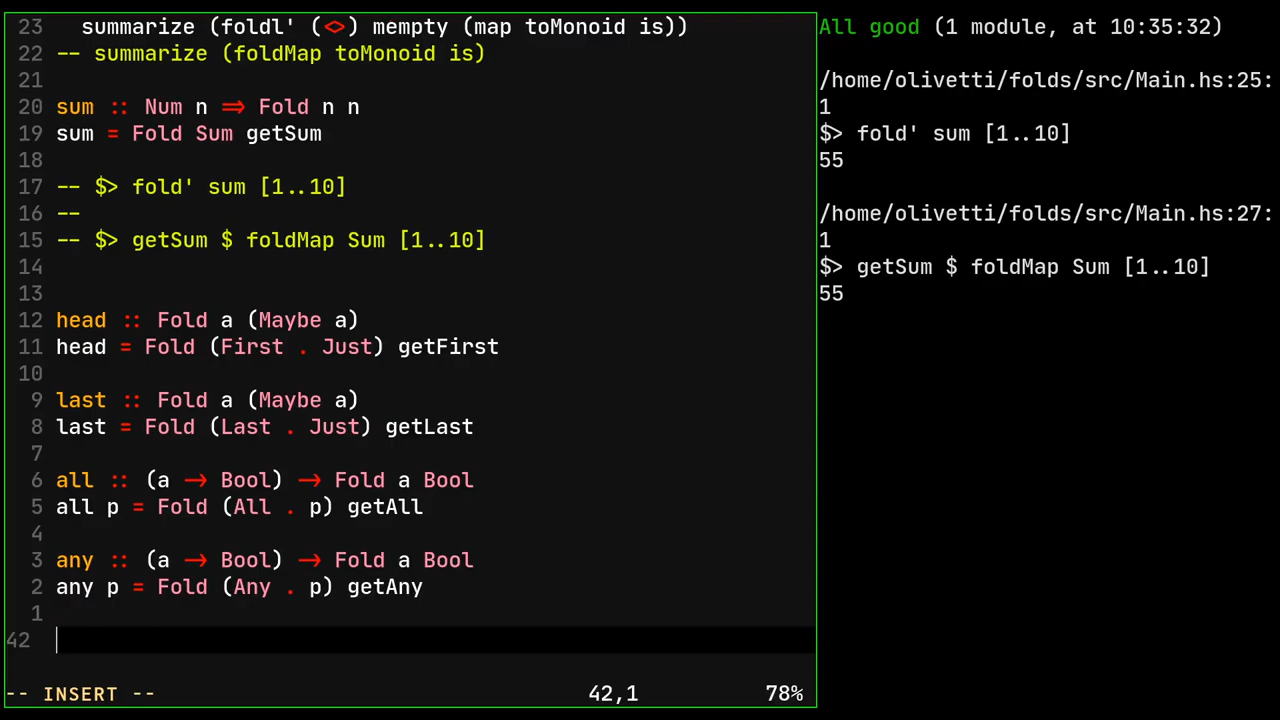 23   summarize (foldl' (<>) mempty (map toMonoid is))
22 -- summarize (foldMap toMonoid is)
21
20 sum :: Num n => Fold n n
19 sum = Fold Sum getSum
18
17 -- $> fold' sum [1..10]
16 --
15 -- $> getSum $ foldMap Sum [1..10]
14
13
12 head :: Fold a (Maybe a)
11 head = Fold (First . Just) getFirst
10
9 last :: Fold a (Maybe a)
8 last = Fold (Last . Just) getLast
7
6 all :: (a -> Bool) -> Fold a Bool
5 all p = Fold (All . p) getAll
4
3 any :: (a -> Bool) -> Fold a Bool
2 any p = Fold (Any . p) getAny
1
42
-- INSERT -- 42,1 78%
All good (1 module, at 10:35:32)
/home/olivetti/folds/src/Main.hs:25:
1
$> fold' sum [1..10]
55
/home/olivetti/folds/src/Main.hs:27:
1
$> getSum $ foldMap Sum [1..10]
55